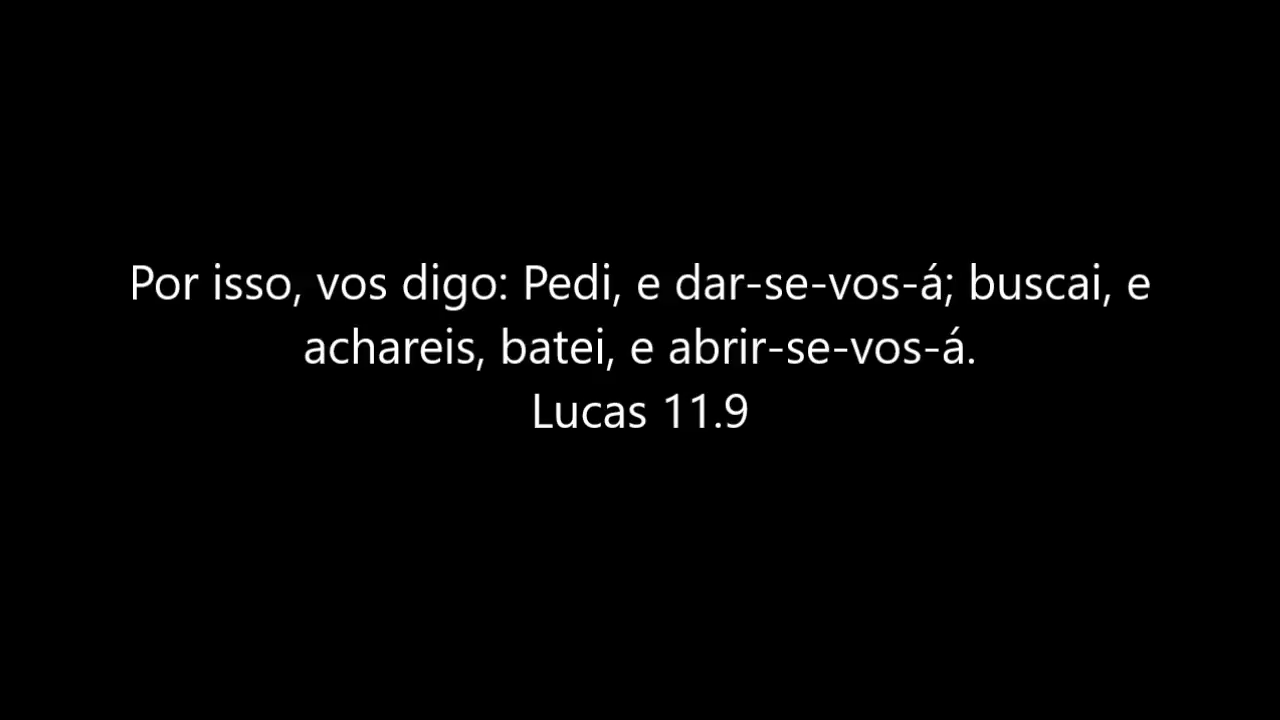 Por isso, vos digo: Pedi, e dar-se-vos-á; buscai, e
achareis, batei, e abrir-se-vos-á.
Lucas 11.9